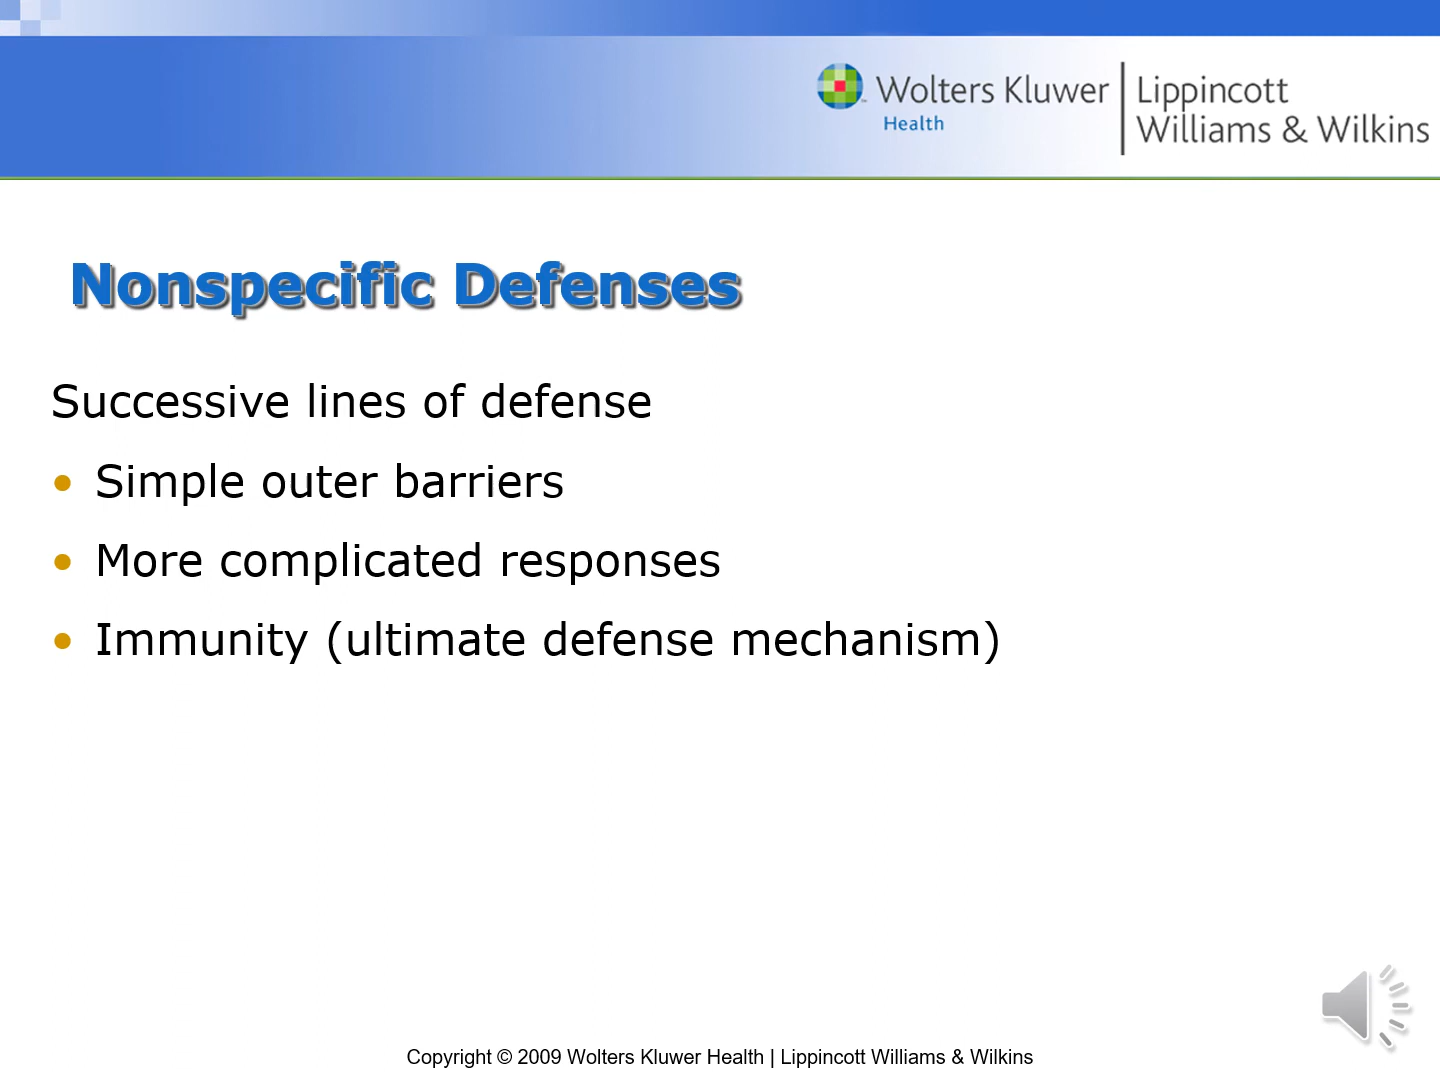 Wolters Kluwer
Health
Lippincott
Williams & Wilkins
Nonspecific Defenses
Successive lines of defense
• Simple outer barriers
• More complicated responses
• Immunity (ultimate defense mechanism)
Copyright © 2009 Wolters Kluwer Health | Lippincott Williams & Wilkins